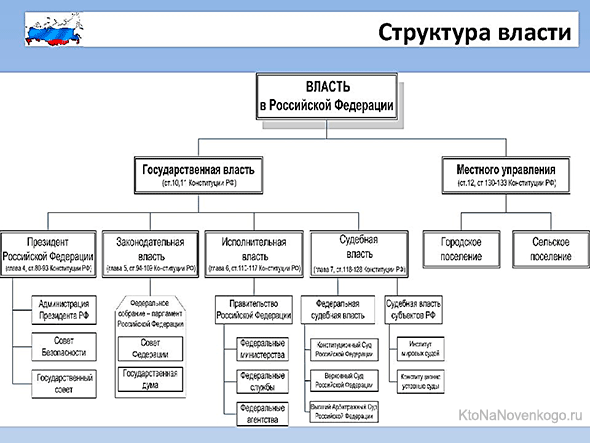 Структура власти
ВЛАСТЬ
в Российской Федерации
Государственная власть
(ст.10,11 Конституции РФ)
Местного управления
(ст.12, ст 130-133 Конституции РФ)
Президент
Российской Федерации
(глава 4, ст.80-93 Конституции РФ)
Законодательная
власть
(глава 5, ст.94-109 Конституции РФ)
Исполнительная
власть
(глава 6, ст.110-117 Конституции РФ)
Судебная
власть
(глава 7, ст.118-128 Конституции РФ)
Городское
поселение
Сельское
поселение
Администрация
Президента РФ
Совет
Безопасности
Государственный
совет
Федеральное
собрание – парламент
Российской Федерации
Совет
Федерации
Государственная
дума
Правительство
Российской Федерации
Федеральные
министерства
Федеральные
службы
Федеральные
агентства
Федеральная
судебная власть
Конституционный Суд
Российской Федерации
Верховный Суд
Российской Федерации
Высший Арбитражный Суд
Российской Федерации
Судебная власть
субъектов РФ
Институт
мировых судей
Конституционно
уставные суды
KtoNaNovenkogo.ru